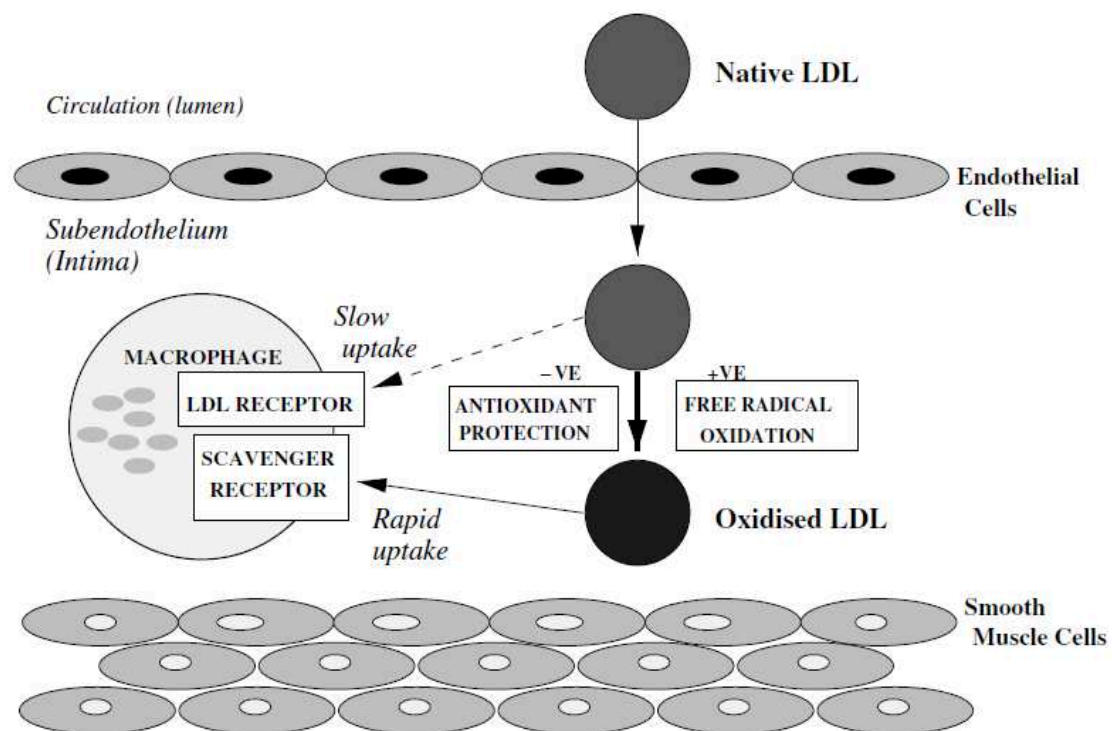 Native LDL
Circulation (lumen)
Endothelial
Cells
Subendothelium
(Intima)
Slow
uptake
MACROPHAGE
LDL RECEPTOR
SCAVENGER
RECEPTOR
−VE
+VE
ANTIOXIDANT
PROTECTION
FREE RADICAL
OXIDATION
Rapid
uptake
Oxidised LDL
Smooth
Muscle Cells